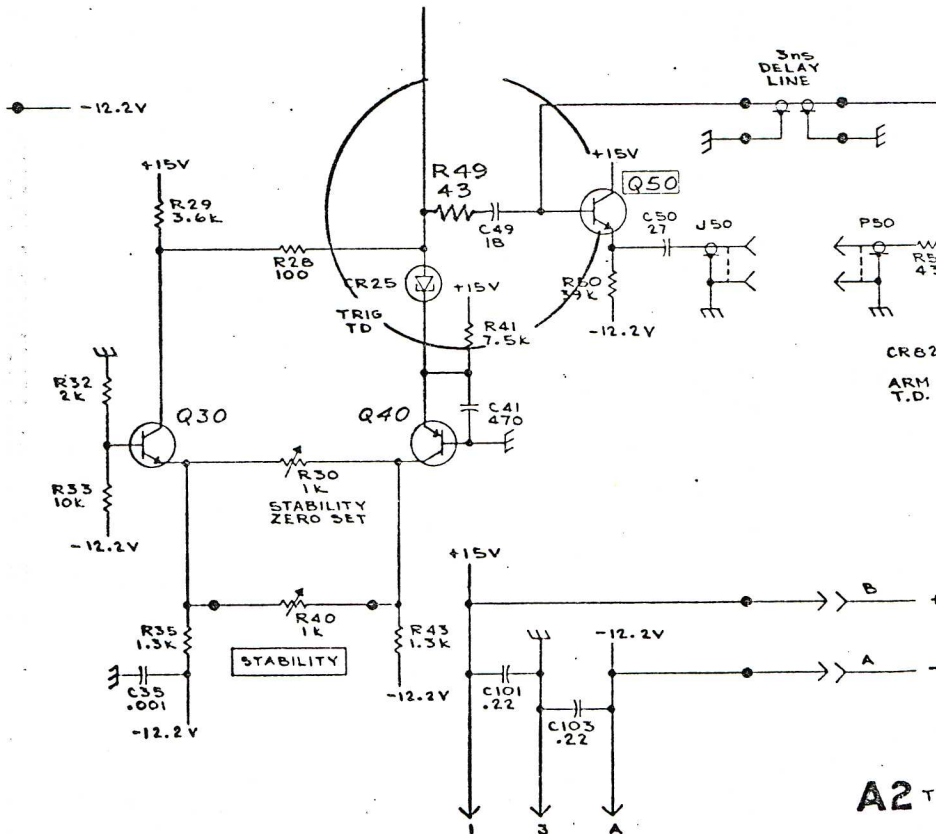 3nS
DELAY
LINE
-12.2V
+15V
+15V
R49
43
Q50
R29
3.6K
C49
18
C50
27
J50
P50
R28
100
CR25
+15V
R50
39K
R5
43
TRIG
TD
R41
7.5K
-12.2V
CR82
ARM
T.D.
R32
2K
Q30
Q40
C41
470
R33
10K
R30
1K
STABILITY
ZERO SET
-12.2V
+15V
B
+
R40
1K
R35
1.3K
R43
1.3K
-12.2V
STABILITY
A
-
C35
.001
-12.2V
C101
.22
C103
.22
-12.2V
A2 T
1
3
A